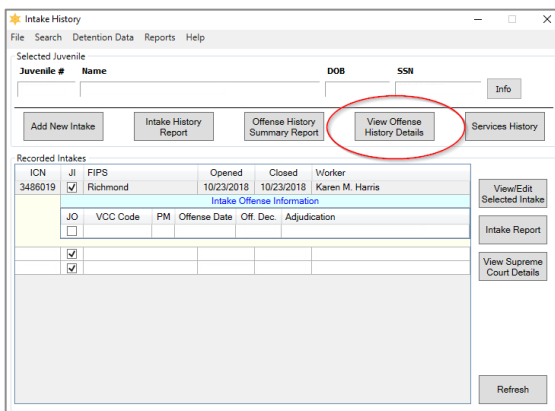 Intake History
File Search Detention Data Reports Help
Selected Juvenile
Juvenile # Name DOB SSN
Info
Add New Intake
Intake History
Report
Offense History
Summary Report
View Offense
History Details
Services History
Recorded Intakes
ICN JI FIPS Opened Closed Worker
3486019 Richmond 10/23/2018 10/23/2018 Karen M. Harris
Intake Offense Information
JO VCC Code PM Offense Date Off. Dec. Adjudication
View/Edit
Selected Intake
Intake Report
View Supreme
Court Details
Refresh